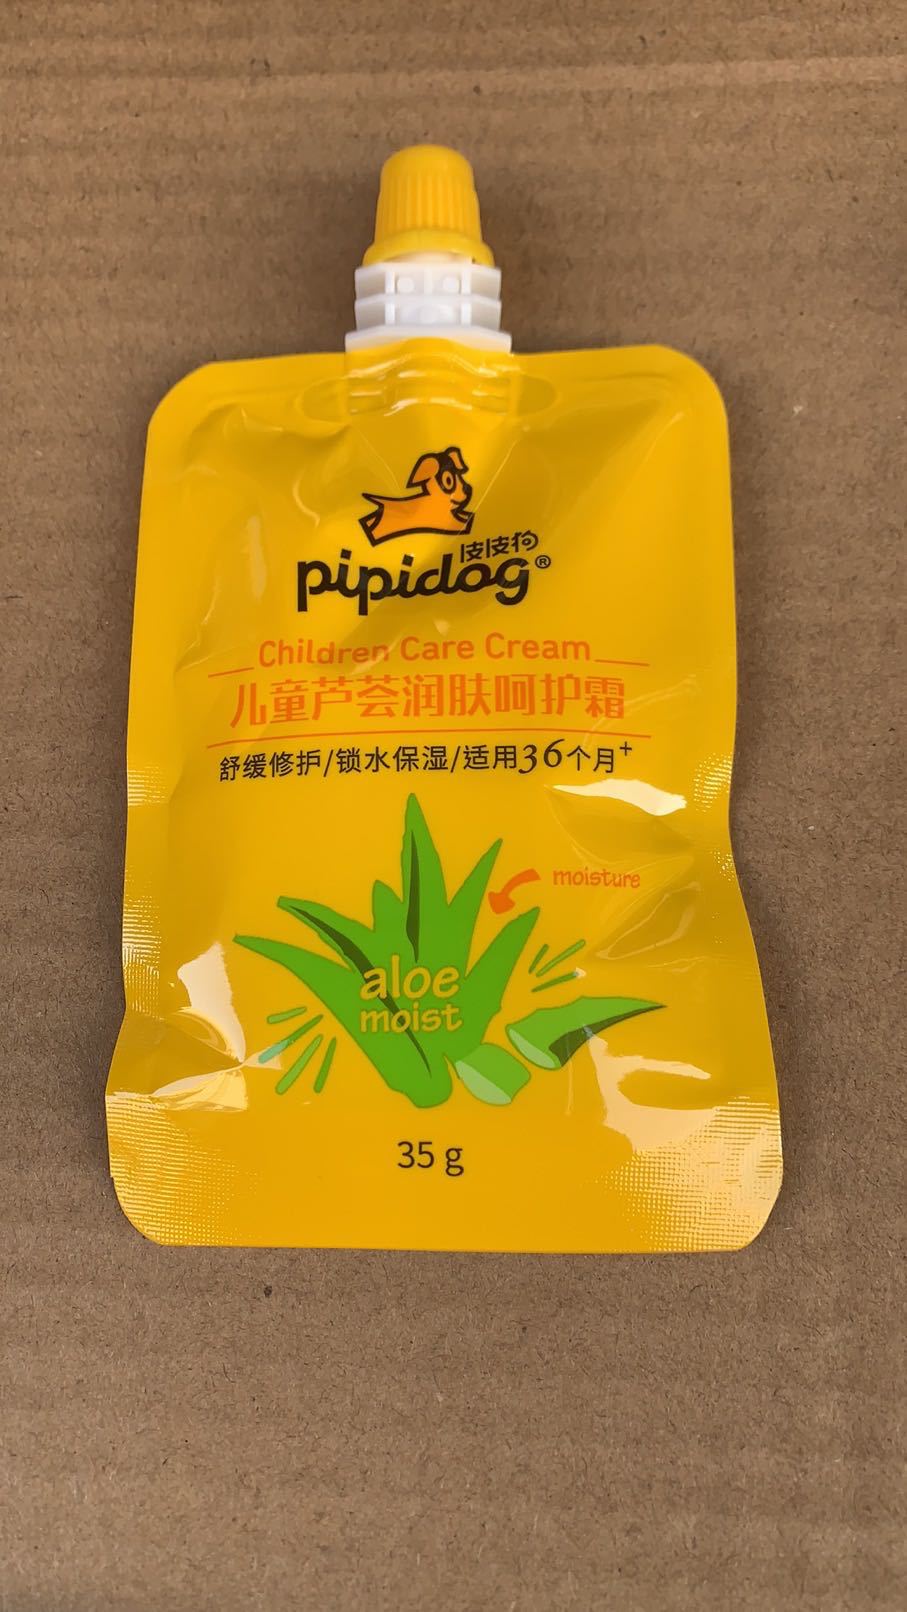 皮皮狗
pipidog®
Children Care Cream
儿童芦荟润肤呵护霜
舒缓修护/锁水保湿/适用36个月+
moisture
aloe
moist
35 g